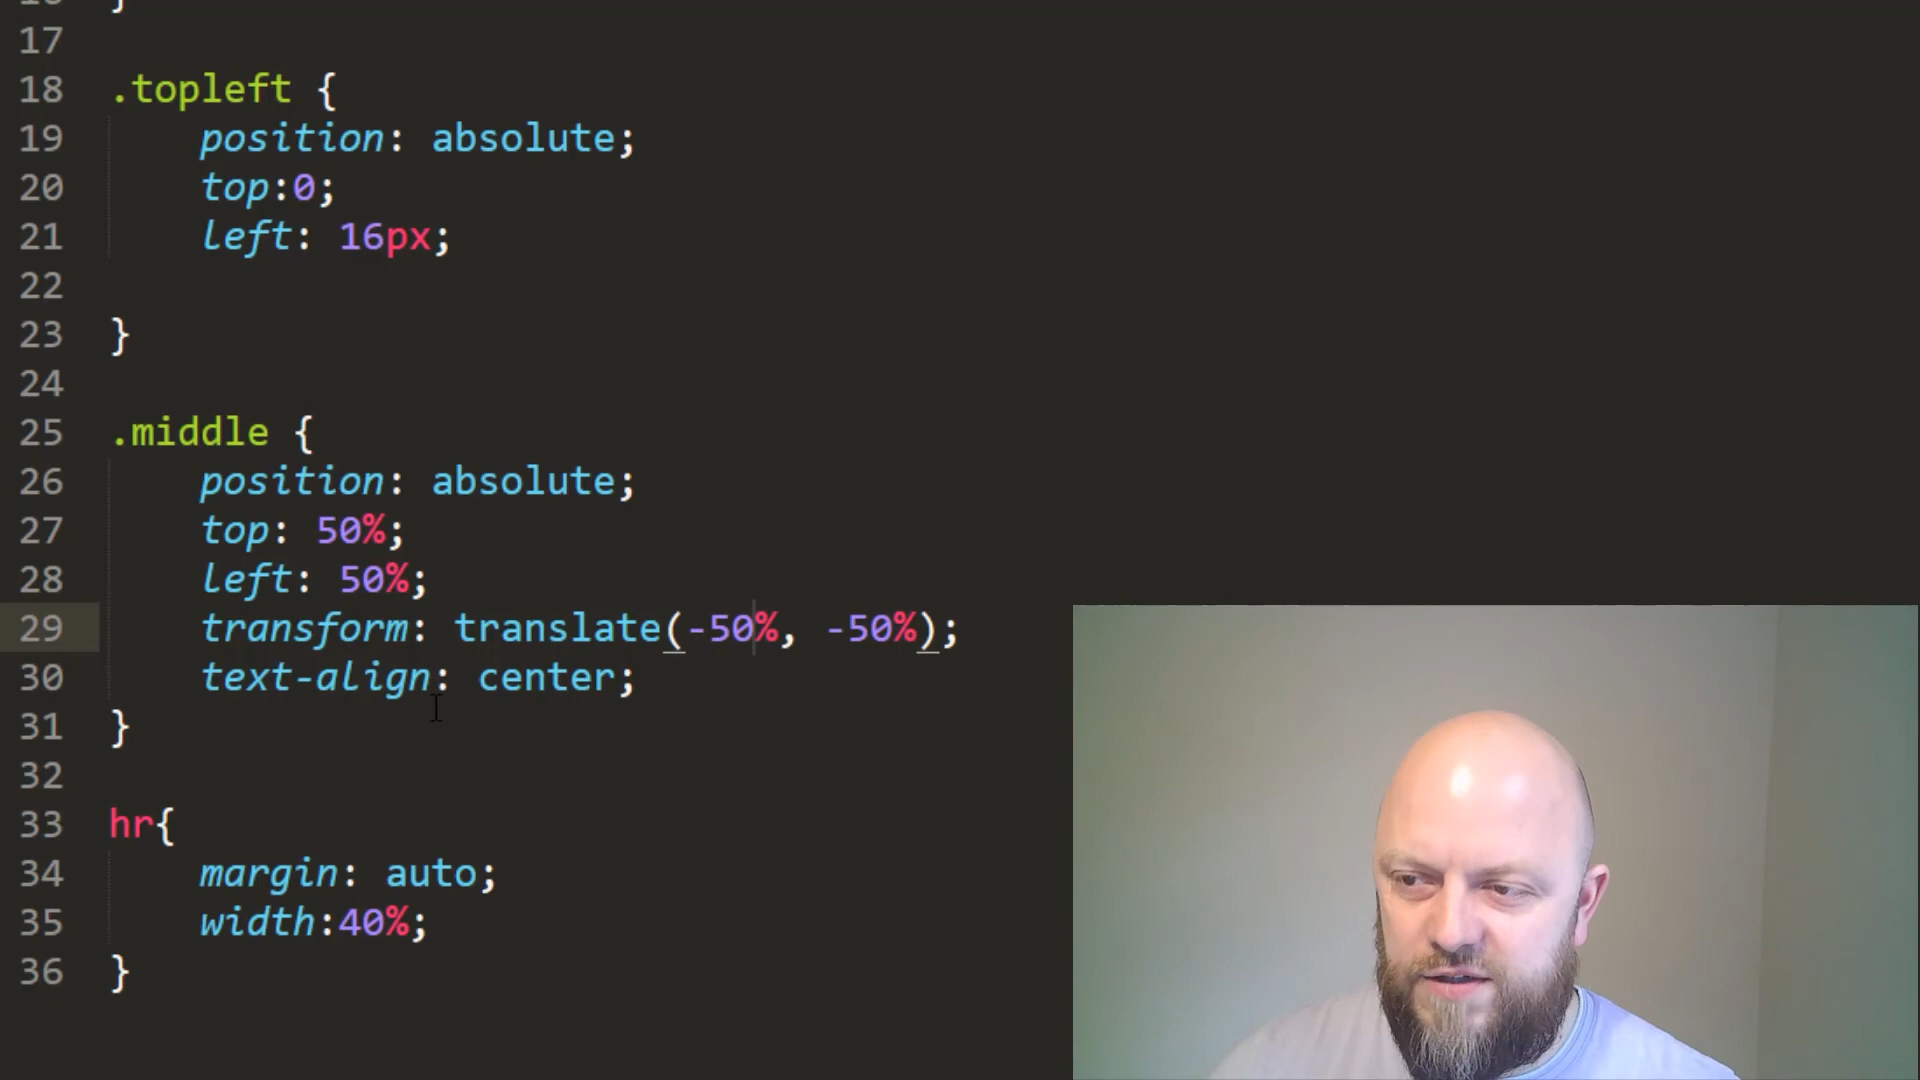 16 }
17
18 .topleft {
19 position: absolute;
20 top:0;
21 left: 16px;
22
23 }
24
25 .middle {
26 position: absolute;
27 top: 50%;
28 left: 50%;
29 transform: translate(-50%, -50%);
30 text-align: center;
31 }
32
33 hr{
34 margin: auto;
35 width:40%;
36 }